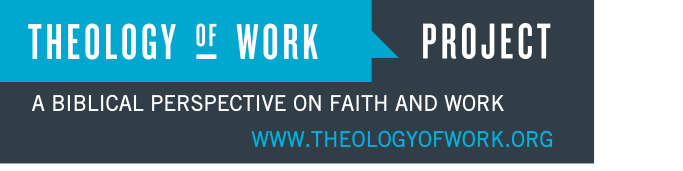 THEOLOGY OF WORK PROJECT
A BIBLICAL PERSPECTIVE ON FAITH AND WORK
WWW.THEOLOGYOFWORK.ORG